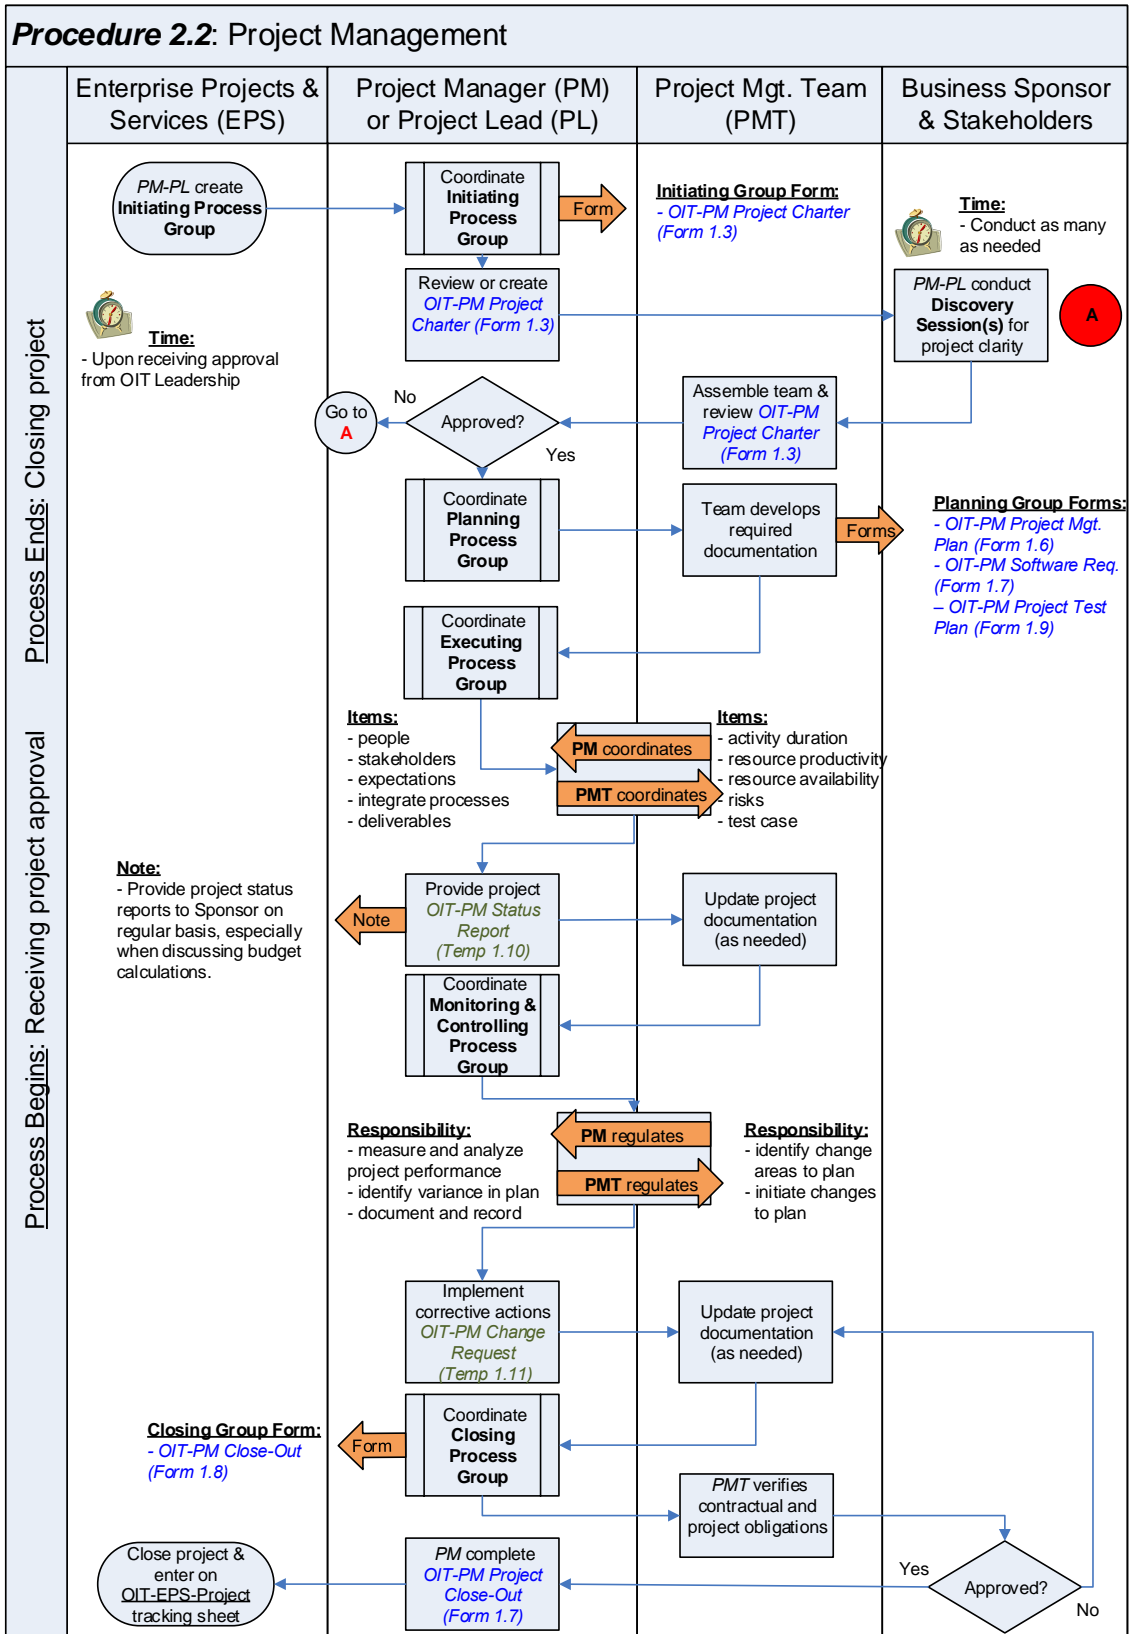 Procedure 2.2: Project Management
Enterprise Projects &
Services (EPS)
Project Manager (PM)
or Project Lead (PL)
Project Mgt. Team
(PMT)
Business Sponsor
& Stakeholders
Process Begins: Receiving project approval
Process Ends: Closing project
PM-PL create
Initiating Process
Group
Coordinate
Initiating
Process
Group
Form
Initiating Group Form:
- OIT-PM Project Charter
(Form 1.3)
Time:
- Conduct as many
as needed
Time:
- Upon receiving approval
from OIT Leadership
Review or create
OIT-PM Project
Charter (Form 1.3)
PM-PL conduct
Discovery
Session(s) for
project clarity
A
Go to
A
No
Approved?
Yes
Assemble team &
review OIT-PM
Project Charter
(Form 1.3)
Coordinate
Planning
Process
Group
Team develops
required
documentation
Forms
Planning Group Forms:
- OIT-PM Project Mgt.
Plan (Form 1.6)
- OIT-PM Software Req.
(Form 1.7)
– OIT-PM Project Test
Plan (Form 1.9)
Coordinate
Executing
Process
Group
Items:
- people
- stakeholders
- expectations
- integrate processes
- deliverables
PM coordinates
PMT coordinates
Items:
- activity duration
- resource productivity
- resource availability
- risks
- test case
Note:
- Provide project status
reports to Sponsor on
regular basis, especially
when discussing budget
calculations.
Note
Provide project
OIT-PM Status
Report
(Temp 1.10)
Update project
documentation
(as needed)
Coordinate
Monitoring &
Controlling
Process
Group
Responsibility:
- measure and analyze
project performance
- identify variance in plan
- document and record
PM regulates
PMT regulates
Responsibility:
- identify change
areas to plan
- initiate changes
to plan
Implement
corrective actions
OIT-PM Change
Request
(Temp 1.11)
Update project
documentation
(as needed)
Closing Group Form:
- OIT-PM Close-Out
(Form 1.8)
Form
Coordinate
Closing
Process
Group
PMT verifies
contractual and
project obligations
Close project &
enter on
OIT-EPS-Project
tracking sheet
PM complete
OIT-PM Project
Close-Out
(Form 1.7)
Yes
Approved?
No